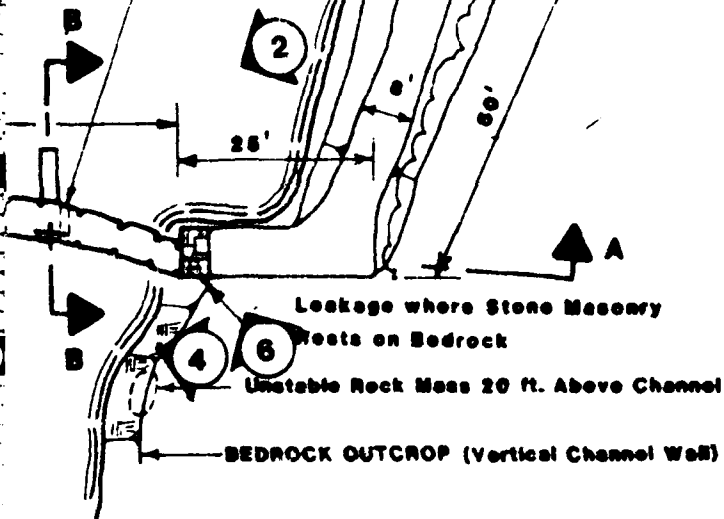 B
2
8'
60'
25'
A
Leakage where Stone Masonry
Rests on Bedrock
B
4
6
Unstable Rock Mass 20 ft. Above Channel
BEDROCK OUTCROP (Vertical Channel Wall)